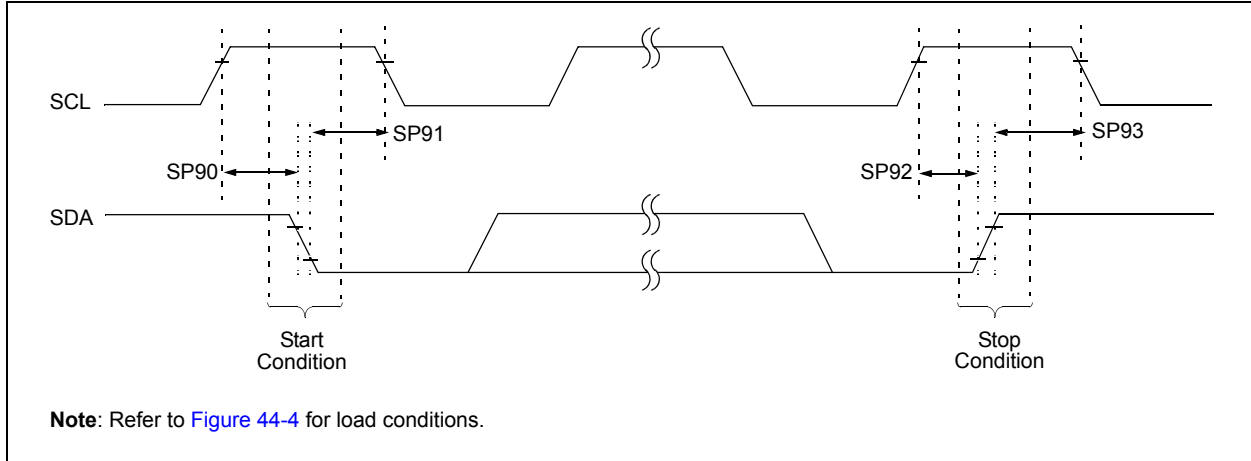 SCL
SP91
SP93
SP90
SP92
SDA
Start
Condition
Stop
Condition
Note: Refer to Figure 44-4 for load conditions.